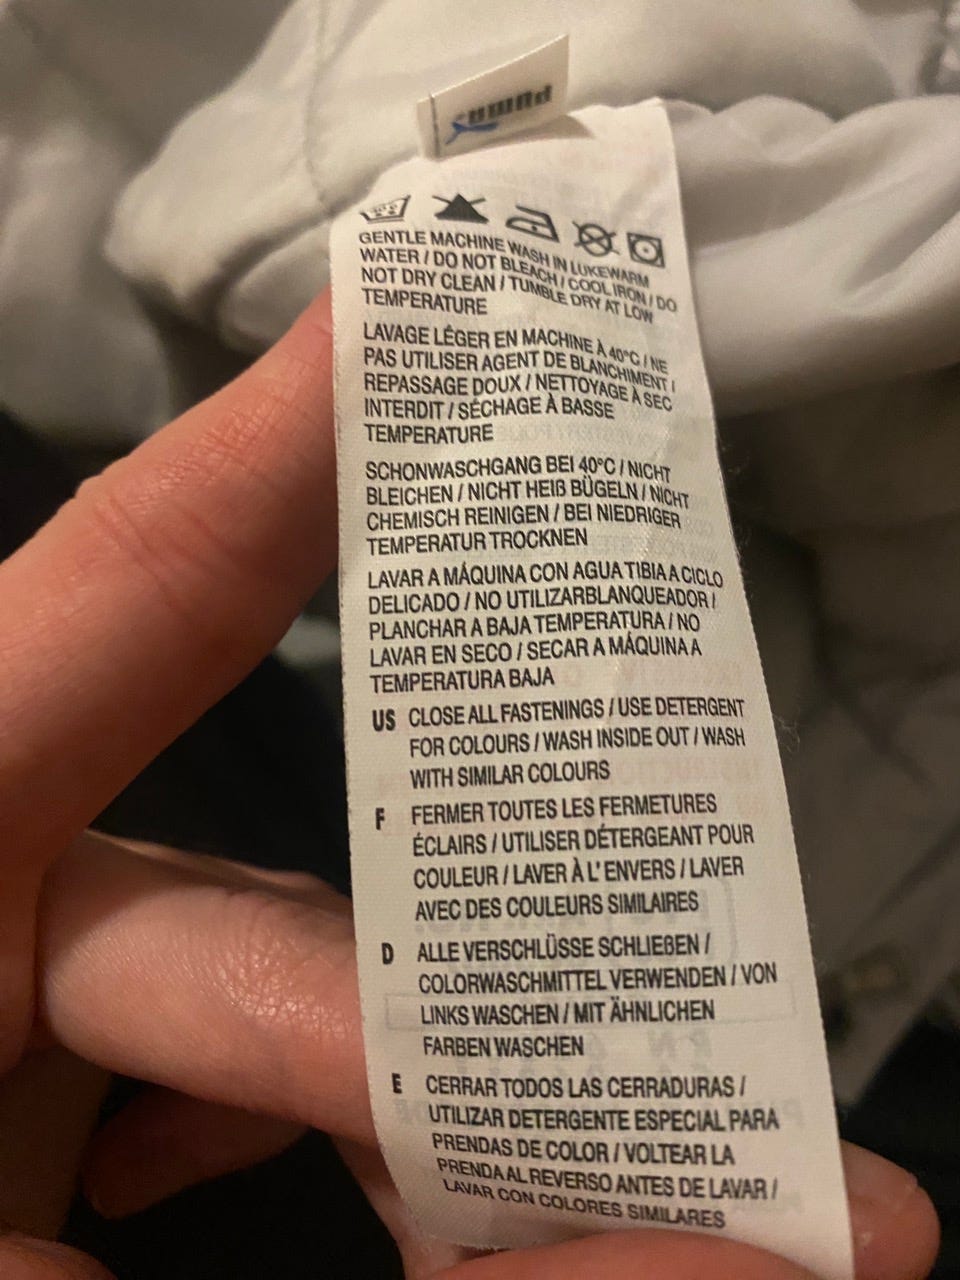 PUMA
GENTLE MACHINE WASH IN LUKEWARM
WATER / DO NOT BLEACH / COOL IRON / DO
NOT DRY CLEAN / TUMBLE DRY AT LOW
TEMPERATURE
LAVAGE LÉGER EN MACHINE À 40°C / NE
PAS UTILISER AGENT DE BLANCHIMENT /
REPASSAGE DOUX / NETTOYAGE À SEC
INTERDIT / SÉCHAGE À BASSE
TEMPERATURE
SCHONWASCHGANG BEI 40°C / NICHT
BLEICHEN / NICHT HEIß BÜGELN / NICHT
CHEMISCH REINIGEN / BEI NIEDRIGER
TEMPERATUR TROCKNEN
LAVAR A MÁQUINA CON AGUA TIBIA A CICLO
DELICADO / NO UTILIZARBLANQUEADOR /
PLANCHAR A BAJA TEMPERATURA / NO
LAVAR EN SECO / SECAR A MÁQUINA A
TEMPERATURA BAJA
US CLOSE ALL FASTENINGS / USE DETERGENT
FOR COLOURS / WASH INSIDE OUT / WASH
WITH SIMILAR COLOURS
F FERMER TOUTES LES FERMETURES
ÉCLAIRS / UTILISER DÉTERGEANT POUR
COULEUR / LAVER À L'ENVERS / LAVER
AVEC DES COULEURS SIMILAIRES
D ALLE VERSCHLÜSSE SCHLIEßEN /
COLORWASCHMITTEL VERWENDEN / VON
LINKS WASCHEN / MIT ÄHNLICHEN
FARBEN WASCHEN
E CERRAR TODOS LAS CERRADURAS /
UTILIZAR DETERGENTE ESPECIAL PARA
PRENDAS DE COLOR / VOLTEAR LA
PRENDA AL REVERSO ANTES DE LAVAR /
LAVAR CON COLORES SIMILARES